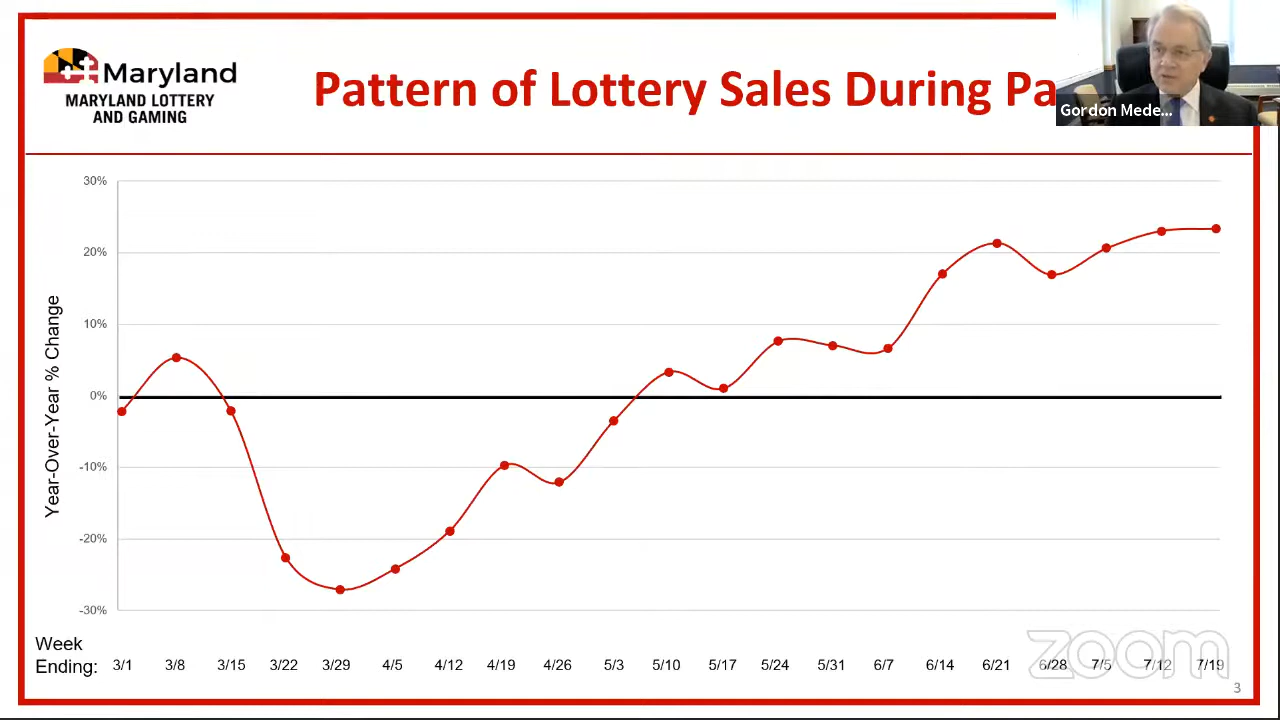 Maryland
MARYLAND LOTTERY
AND GAMING
Pattern of Lottery Sales During Pa
Gordon Mede...
30%
20%
10%
0%
-10%
-20%
-30%
Year-Over-Year % Change
Week
Ending: 3/1 3/8 3/15 3/22 3/29 4/5 4/12 4/19 4/26 5/3 5/10 5/17 5/24 5/31 6/7 6/14 6/21 6/28 7/5 7/12 7/19
zoom
3